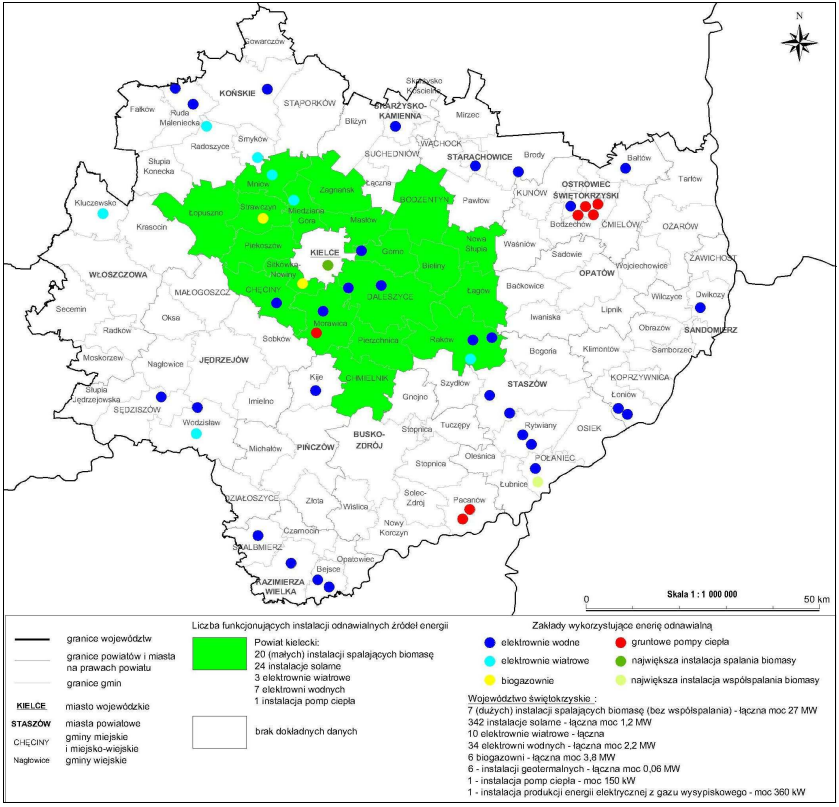 N
Gowarczów
KOŃSKIE
Fałków
Ruda
Maleniecka
STĄPORKÓW
Radoszyce
Smyków
Słupia
Konecka
Skarżysko
Kościelne
SKARŻYSKO-
KAMIENNA
Bliżyn
Mirzec
WĄCHOCK
SUCHEDNIÓW
STARACHOWICE
Brody
Łączna
Pawłów
KUNÓW
OSTROWIEC
ŚWIĘTOKRZYSKI
Bałtów
Tarłów
Bodzechów
ĆMIELÓW
OŻARÓW
Kluczewsko
Krasocin
Łopuszno
Mniów
Strawczyn
Miedziana
Góra
Zagnańsk
Masłów
BODZENTYN
Nowa
Słupia
Waśniów
Sadowie
OPATÓW
Wojciechowice
ZAWICHOST
WŁOSZCZOWA
Piekoszów
KIELCE
Górno
Bieliny
Sitkówka-
Nowiny
CHĘCINY
DALESZYCE
Łagów
Baćkowice
Lipnik
Wilczyce
Dwikozy
MAŁOGOSZCZ
Secemin
Oksa
Radków
Morawica
Sobków
Pierzchnica
Raków
Iwaniska
Obrazów
SANDOMIERZ
Moskorzew
Nagłowice
JĘDRZEJÓW
CHMIELNIK
Bogoria
Klimontów
Samborzec
Słupia
Jędrzejowska
SĘDZISZÓW
Imielno
Kije
Gnojno
Szydłów
STASZÓW
KOPRZYWNICA
Łoniów
Wodzisław
Michałów
PIŃCZÓW
BUSKO-
ZDRÓJ
Stopnica
Tuczępy
Rytwiany
OSIEK
Stopnica
Oleśnica
POŁANIEC
Łubnice
DZIAŁOSZYCE
Złota
Wiślica
Solec-
Zdrój
Pacanów
Nowy
Korczyn
Czarnocin
SKALBMIERZ
Opatowiec
Bejsce
KAZIMIERZA
WIELKA
Skala 1 : 1 000 000
0
50 km
granice województw
granice powiatów i miasta
na prawach powiatu
granice gmin
KIELCE miasto wojewódzkie
STASZÓW miasta powiatowe
CHĘCINY gminy miejskie
i miejsko-wiejskie
Nagłowice gminy wiejskie
Liczba funkcjonujących instalacji odnawialnych źródeł energii
Powiat kielecki:
20 (małych) instalacji spalających biomasę
24 instalacje solarne
3 elektrownie wiatrowe
7 elektrowni wodnych
1 instalacja pomp ciepła
brak dokładnych danych
Zakłady wykorzystujące enerię odnawialną
elektrownie wodne
elektrownie wiatrowe
biogazownie
gruntowe pompy ciepła
największa instalacja spalania biomasy
największa instalacja współspalania biomasy
Województwo świętokrzyskie :
7 (dużych) instalacji spalających biomasę (bez współspalania) - łączna moc 27 MW
342 instalacje solarne - łączna moc 1,2 MW
10 elektrownie wiatrowe - łączna
34 elektrowni wodnych - łączna moc 2,2 MW
6 biogazowni - łączna moc 3,8 MW
6 - instalacji geotermalnych - łączna moc 0,06 MW
1 - instalacja pomp ciepła - moc 150 kW
1 - instalacja produkcji energii elektrycznej z gazu wysypiskowego - moc 360 kW